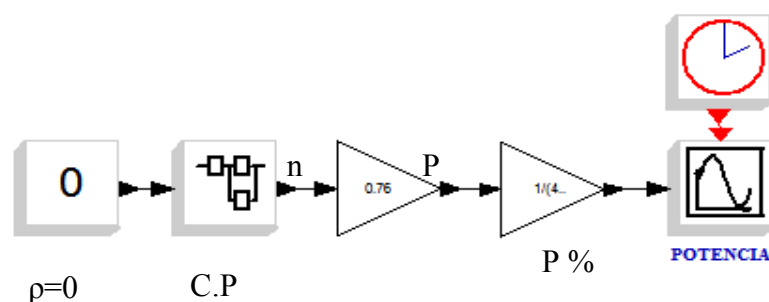 0
n
0.76
P
1/(4...
P %
POTENCIA
ρ=0
C.P